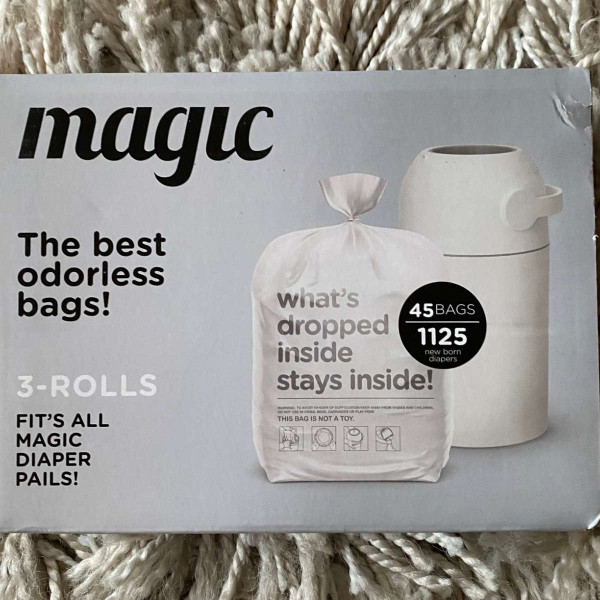 magic
The best
odorless
bags!
3-ROLLS
FIT'S ALL
MAGIC
DIAPER
PAILS!
what's
dropped
inside
stays inside!
THIS BAG IS NOT A TOY.
45BAGS
1125
new born
diapers